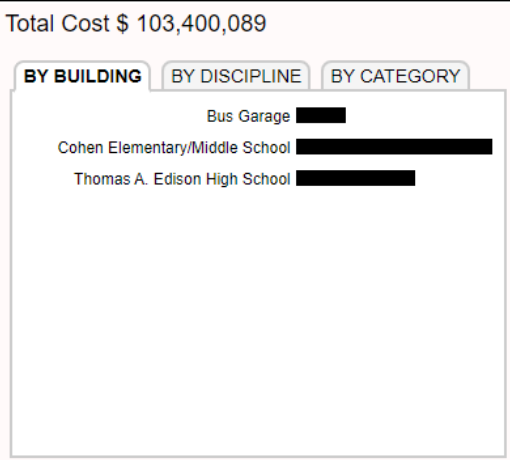 Total Cost $ 103,400,089
BY BUILDING BY DISCIPLINE BY CATEGORY
Bus Garage
Cohen Elementary/Middle School
Thomas A. Edison High School